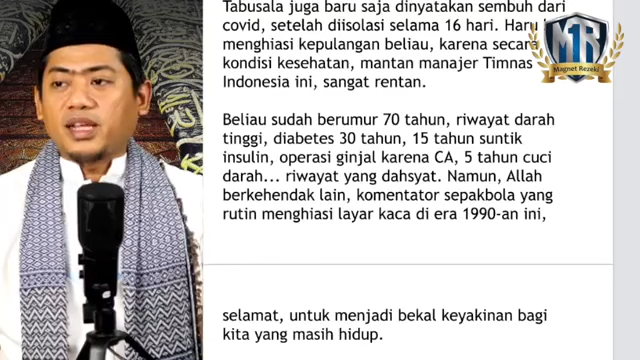 Tabusala juga baru saja dinyatakan sembuh dari
covid, setelah diisolasi selama 16 hari. Haru
menghiasi kepulangan beliau, karena secara
kondisi kesehatan, mantan manajer Timnas
Indonesia ini, sangat rentan.
Beliau sudah berumur 70 tahun, riwayat darah
tinggi, diabetes 30 tahun, 15 tahun suntik
insulin, operasi ginjal karena CA, 5 tahun cuci
darah... riwayat yang dahsyat. Namun, Allah
berkehendak lain, komentator sepakbola yang
rutin menghiasi layar kaca di era 1990-an ini,
selamat, untuk menjadi bekal keyakinan bagi
kita yang masih hidup.
M1R
Magnet Rezeki